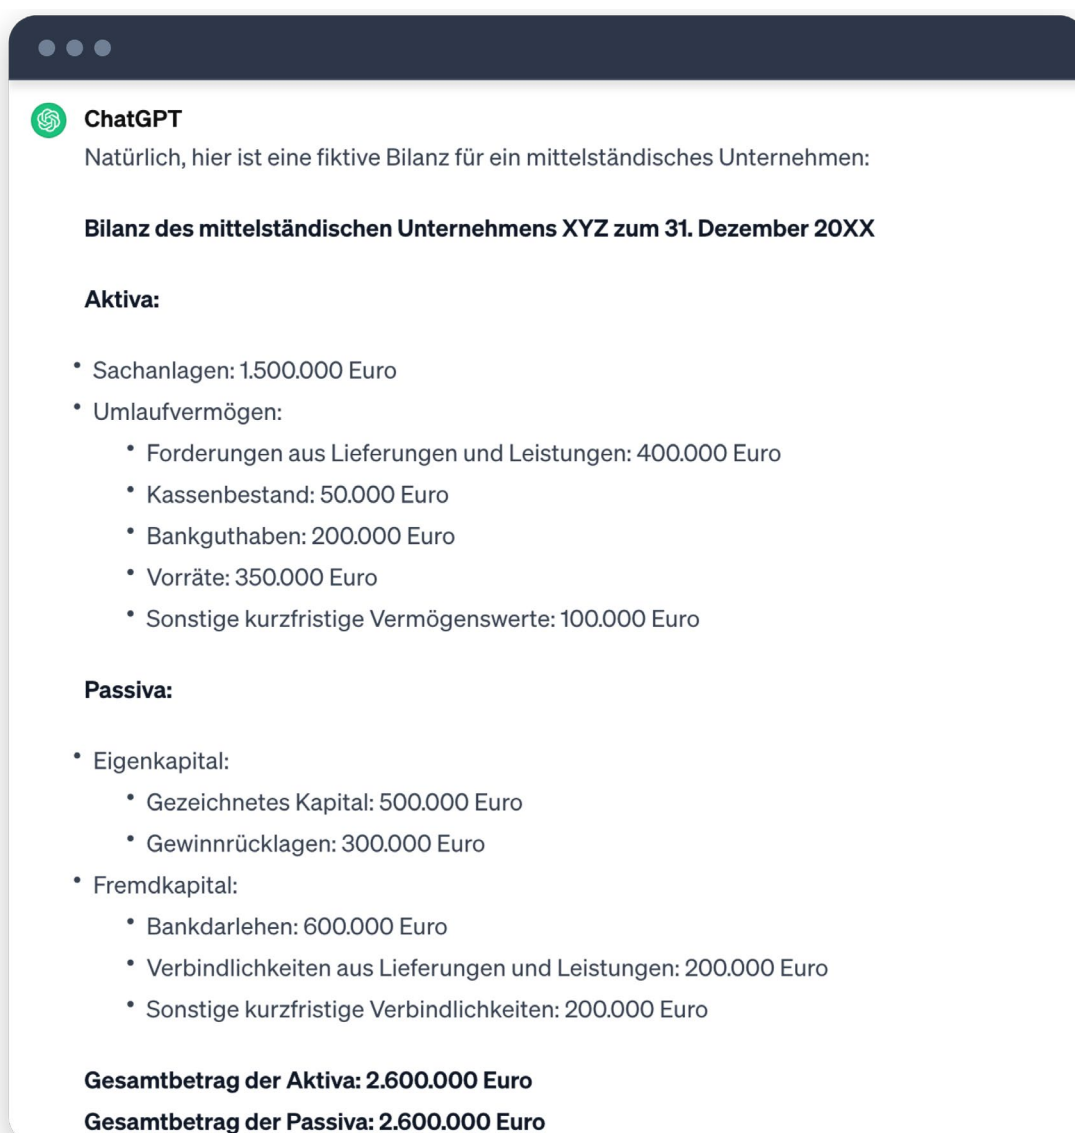 ChatGPT
Natürlich, hier ist eine fiktive Bilanz für ein mittelständisches Unternehmen:
Bilanz des mittelständischen Unternehmens XYZ zum 31. Dezember 20XX
Aktiva:
• Sachanlagen: 1.500.000 Euro
• Umlaufvermögen:
• Forderungen aus Lieferungen und Leistungen: 400.000 Euro
• Kassenbestand: 50.000 Euro
• Bankguthaben: 200.000 Euro
• Vorräte: 350.000 Euro
• Sonstige kurzfristige Vermögenswerte: 100.000 Euro
Passiva:
• Eigenkapital:
• Gezeichnetes Kapital: 500.000 Euro
• Gewinnrücklagen: 300.000 Euro
• Fremdkapital:
• Bankdarlehen: 600.000 Euro
• Verbindlichkeiten aus Lieferungen und Leistungen: 200.000 Euro
• Sonstige kurzfristige Verbindlichkeiten: 200.000 Euro
Gesamtbetrag der Aktiva: 2.600.000 Euro
Gesamtbetrag der Passiva: 2.600.000 Euro